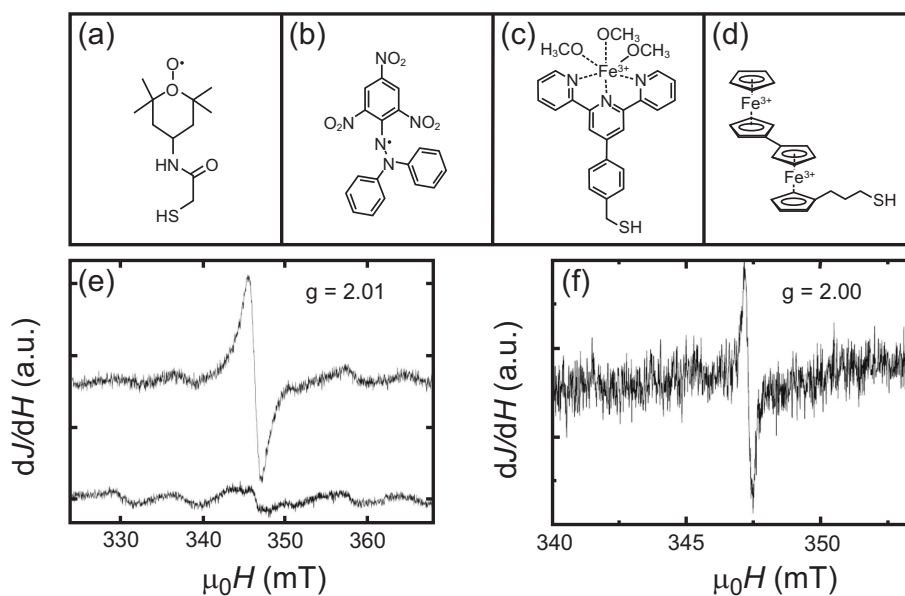 (a)
O•
O
HN
O
HS
(b)
NO₂
O₂N
NO₂
N•
N
(c)
OCH₃
H₃CO
OCH₃
Fe³⁺
N
N
N
SH
(d)
Fe³⁺
Fe³⁺
SH
(e)
g = 2.01
dJ/dH (a.u.)
330 340 350 360
μ₀H (mT)
(f)
g = 2.00
dJ/dH (a.u.)
340 345 350
μ₀H (mT)